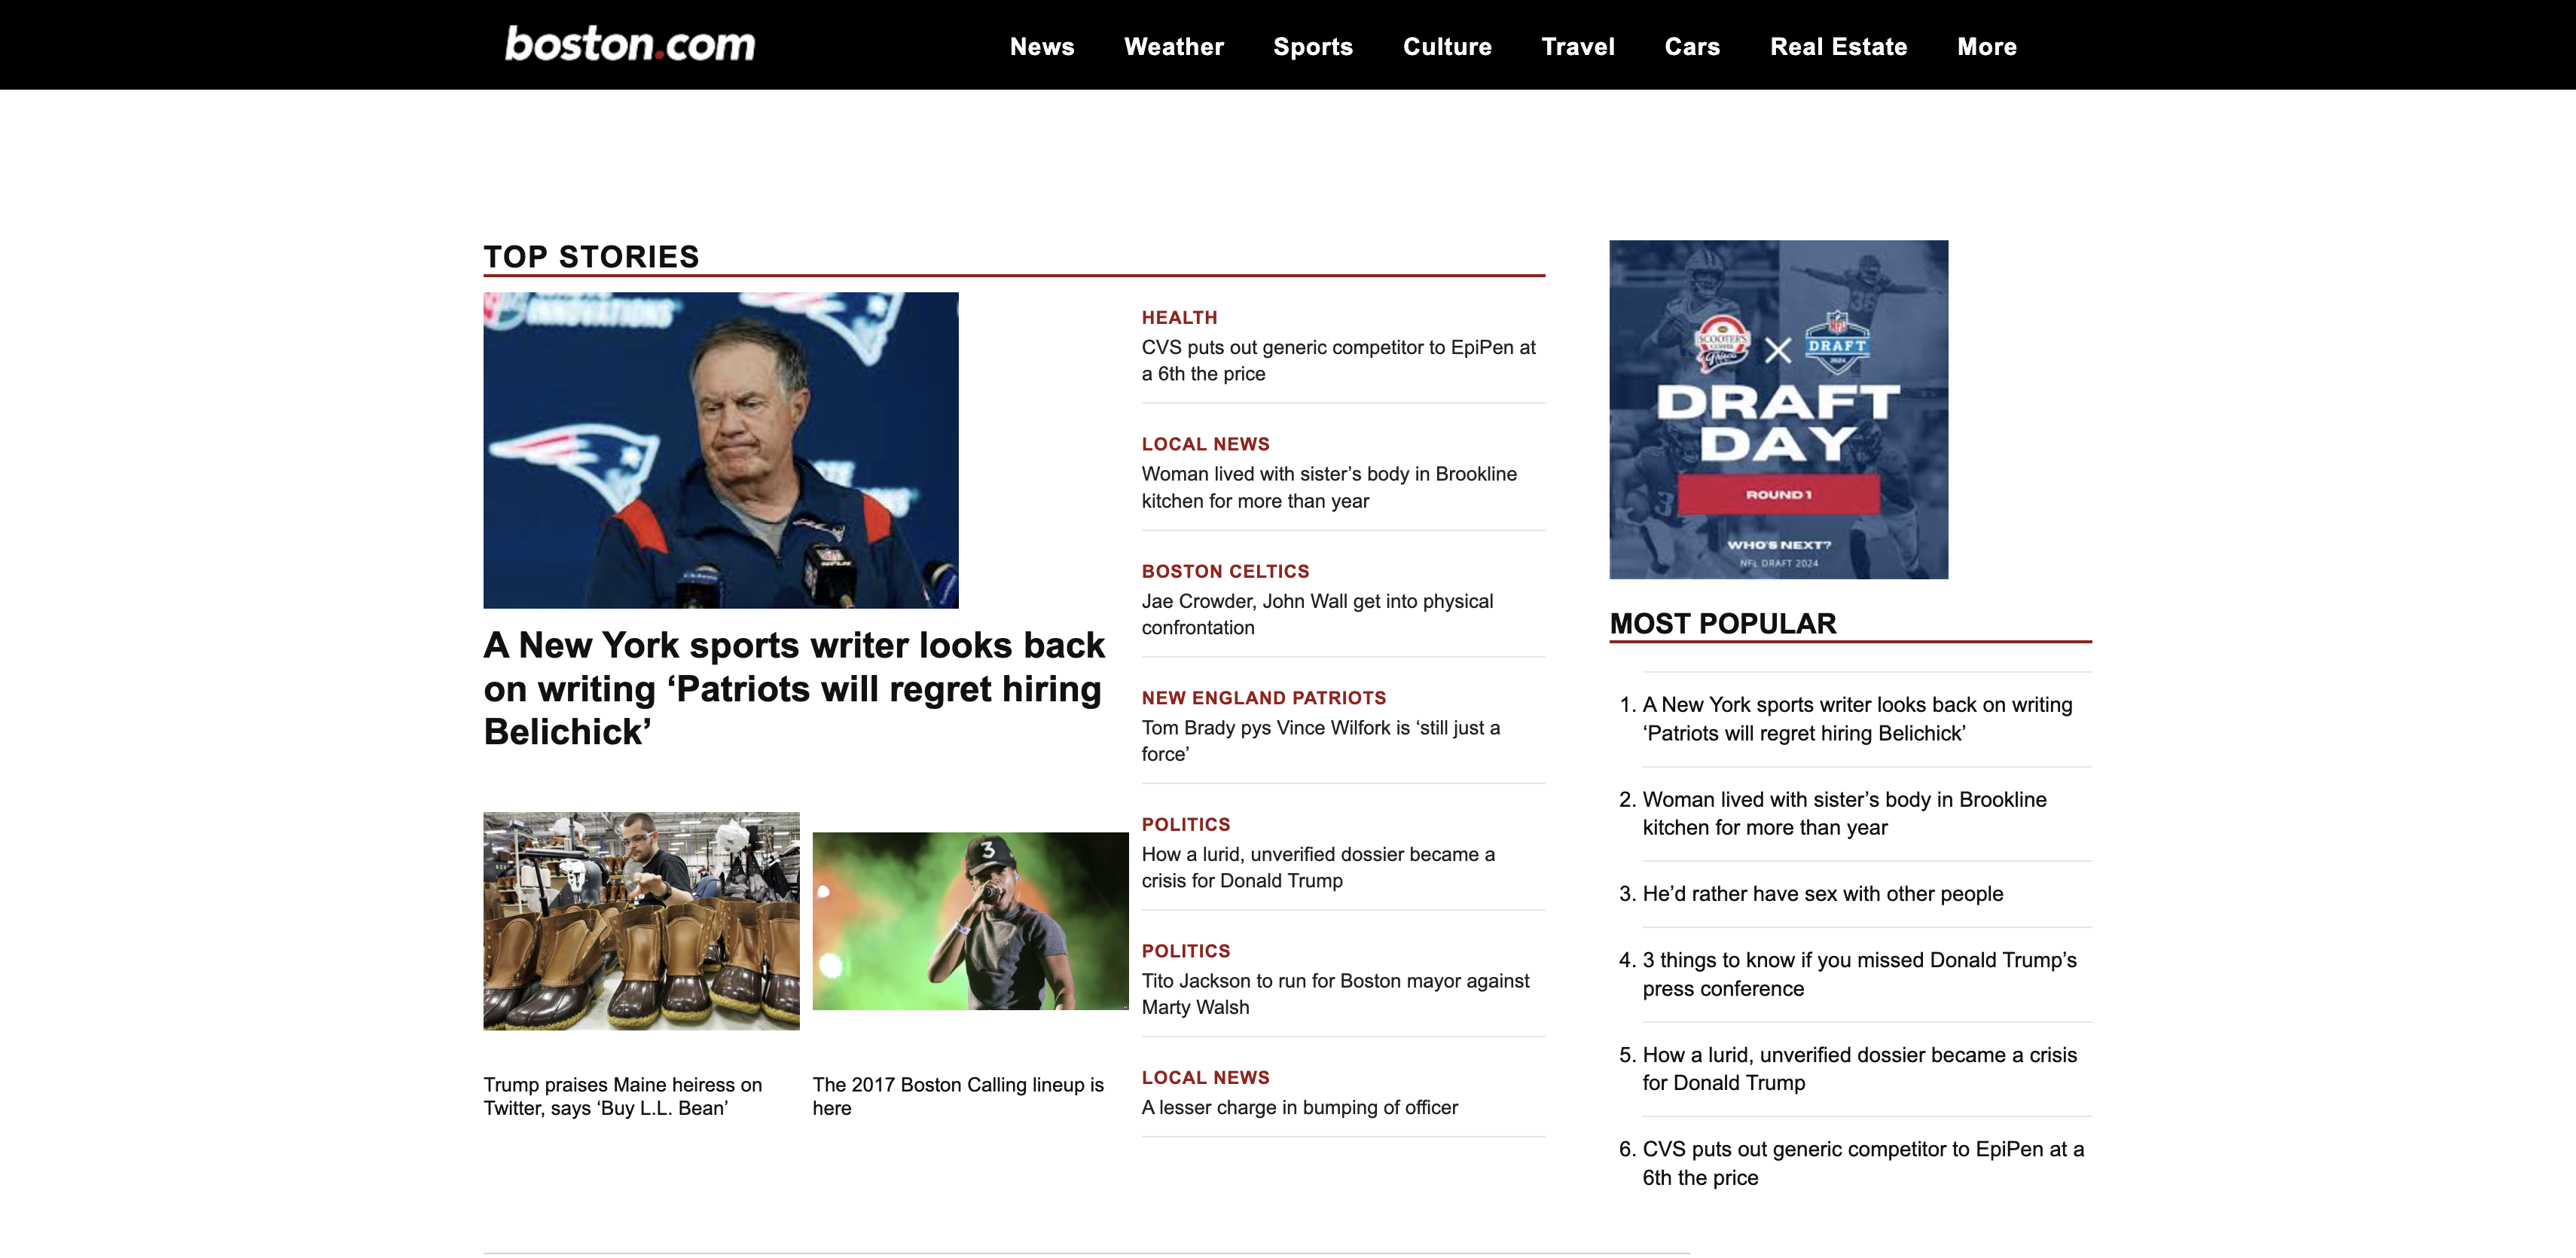 boston.com
News Weather Sports Culture Travel Cars Real Estate More
TOP STORIES
INNOVATIONS
A New York sports writer looks back
on writing ‘Patriots will regret hiring
Belichick’
3
Trump praises Maine heiress on
Twitter, says ‘Buy L.L. Bean’
The 2017 Boston Calling lineup is
here
HEALTH
CVS puts out generic competitor to EpiPen at
a 6th the price
LOCAL NEWS
Woman lived with sister’s body in Brookline
kitchen for more than year
BOSTON CELTICS
Jae Crowder, John Wall get into physical
confrontation
NEW ENGLAND PATRIOTS
Tom Brady pys Vince Wilfork is ‘still just a
force’
POLITICS
How a lurid, unverified dossier became a
crisis for Donald Trump
POLITICS
Tito Jackson to run for Boston mayor against
Marty Walsh
LOCAL NEWS
A lesser charge in bumping of officer
SCOOTER'S
COFFEE
Frisco
X
NFL
DRAFT
2024
DRAFT
DAY
ROUND 1
WHO'S NEXT?
NFL DRAFT 2024
MOST POPULAR
1. A New York sports writer looks back on writing
‘Patriots will regret hiring Belichick’
2. Woman lived with sister’s body in Brookline
kitchen for more than year
3. He’d rather have sex with other people
4. 3 things to know if you missed Donald Trump’s
press conference
5. How a lurid, unverified dossier became a crisis
for Donald Trump
6. CVS puts out generic competitor to EpiPen at a
6th the price